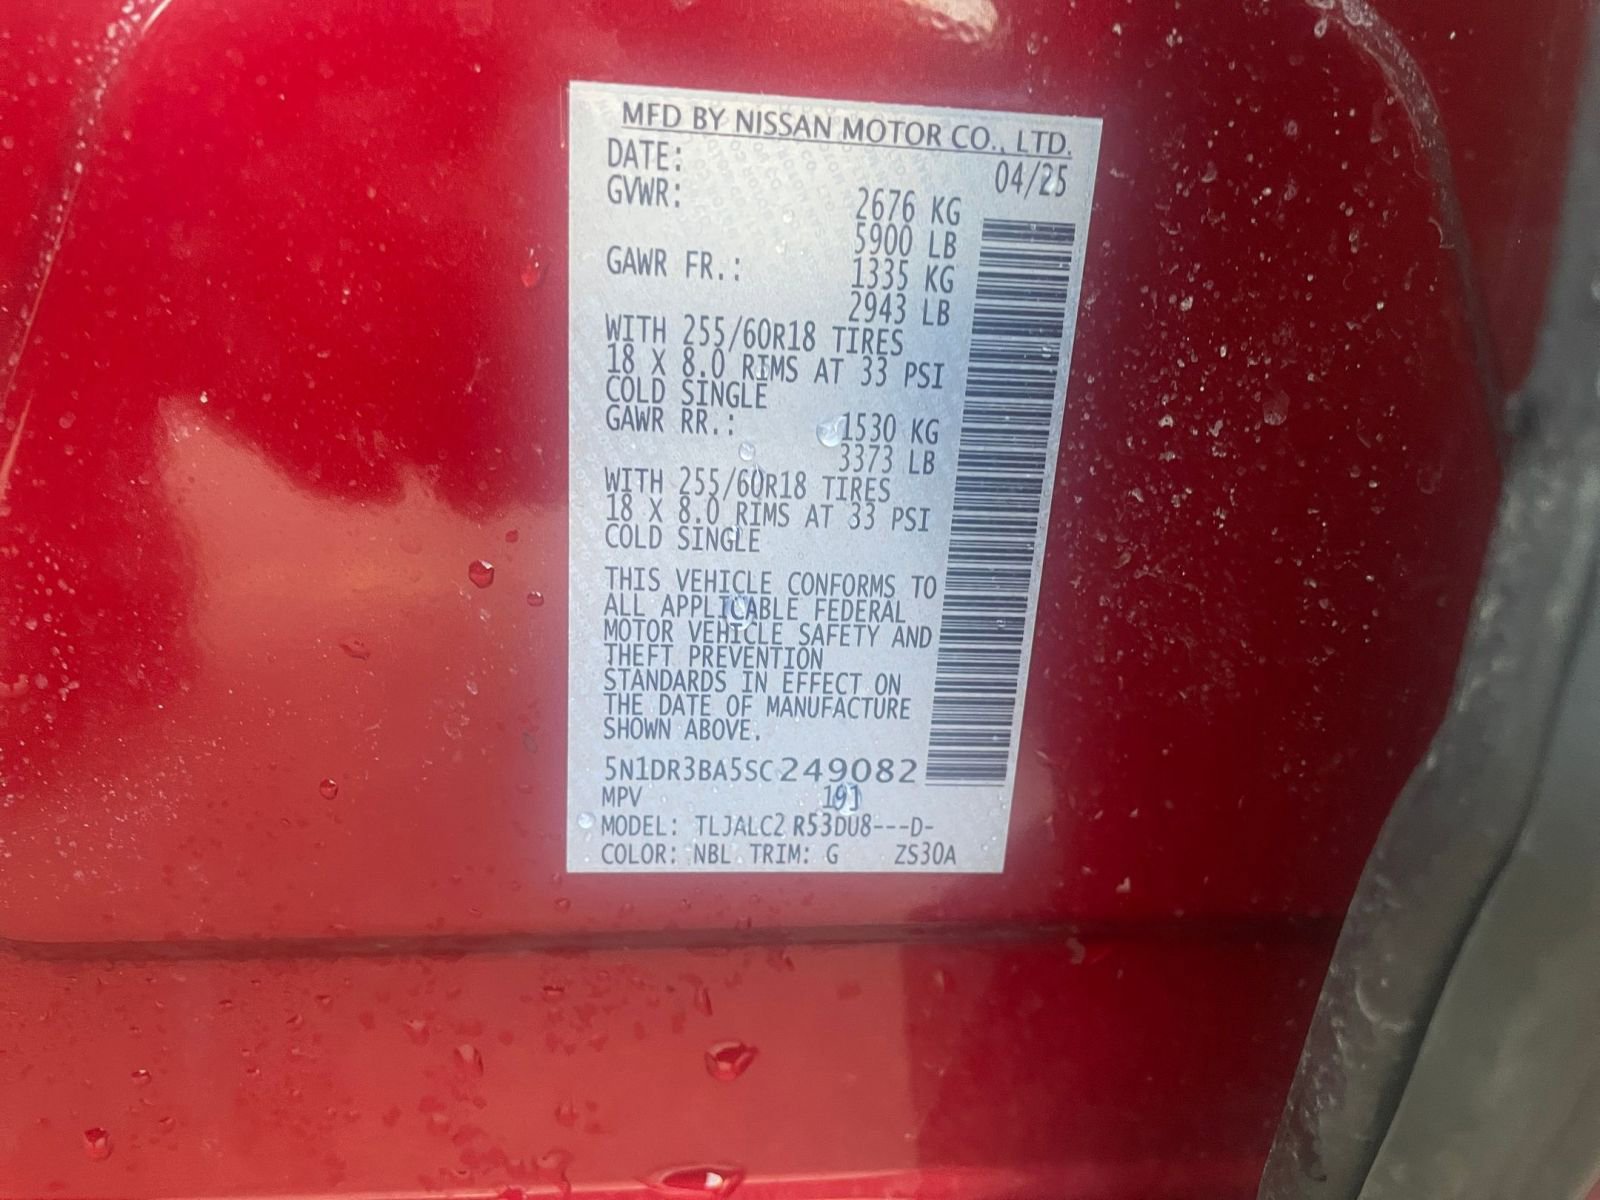 MFD BY NISSAN MOTOR CO., LTD.
DATE: 04/25
GVWR: 2676 KG
5900 LB
GAWR FR.: 1335 KG
2943 LB
WITH 255/60R18 TIRES
18 X 8.0 RIMS AT 33 PSI
COLD SINGLE
GAWR RR.: 1530 KG
3373 LB
WITH 255/60R18 TIRES
18 X 8.0 RIMS AT 33 PSI
COLD SINGLE
THIS VEHICLE CONFORMS TO
ALL APPLICABLE FEDERAL
MOTOR VEHICLE SAFETY AND
THEFT PREVENTION
STANDARDS IN EFFECT ON
THE DATE OF MANUFACTURE
SHOWN ABOVE.
5N1DR3BA5SC249082
MPV 191
MODEL: TLJALC2 R53DU8---D-
COLOR: NBL TRIM: G ZS30A